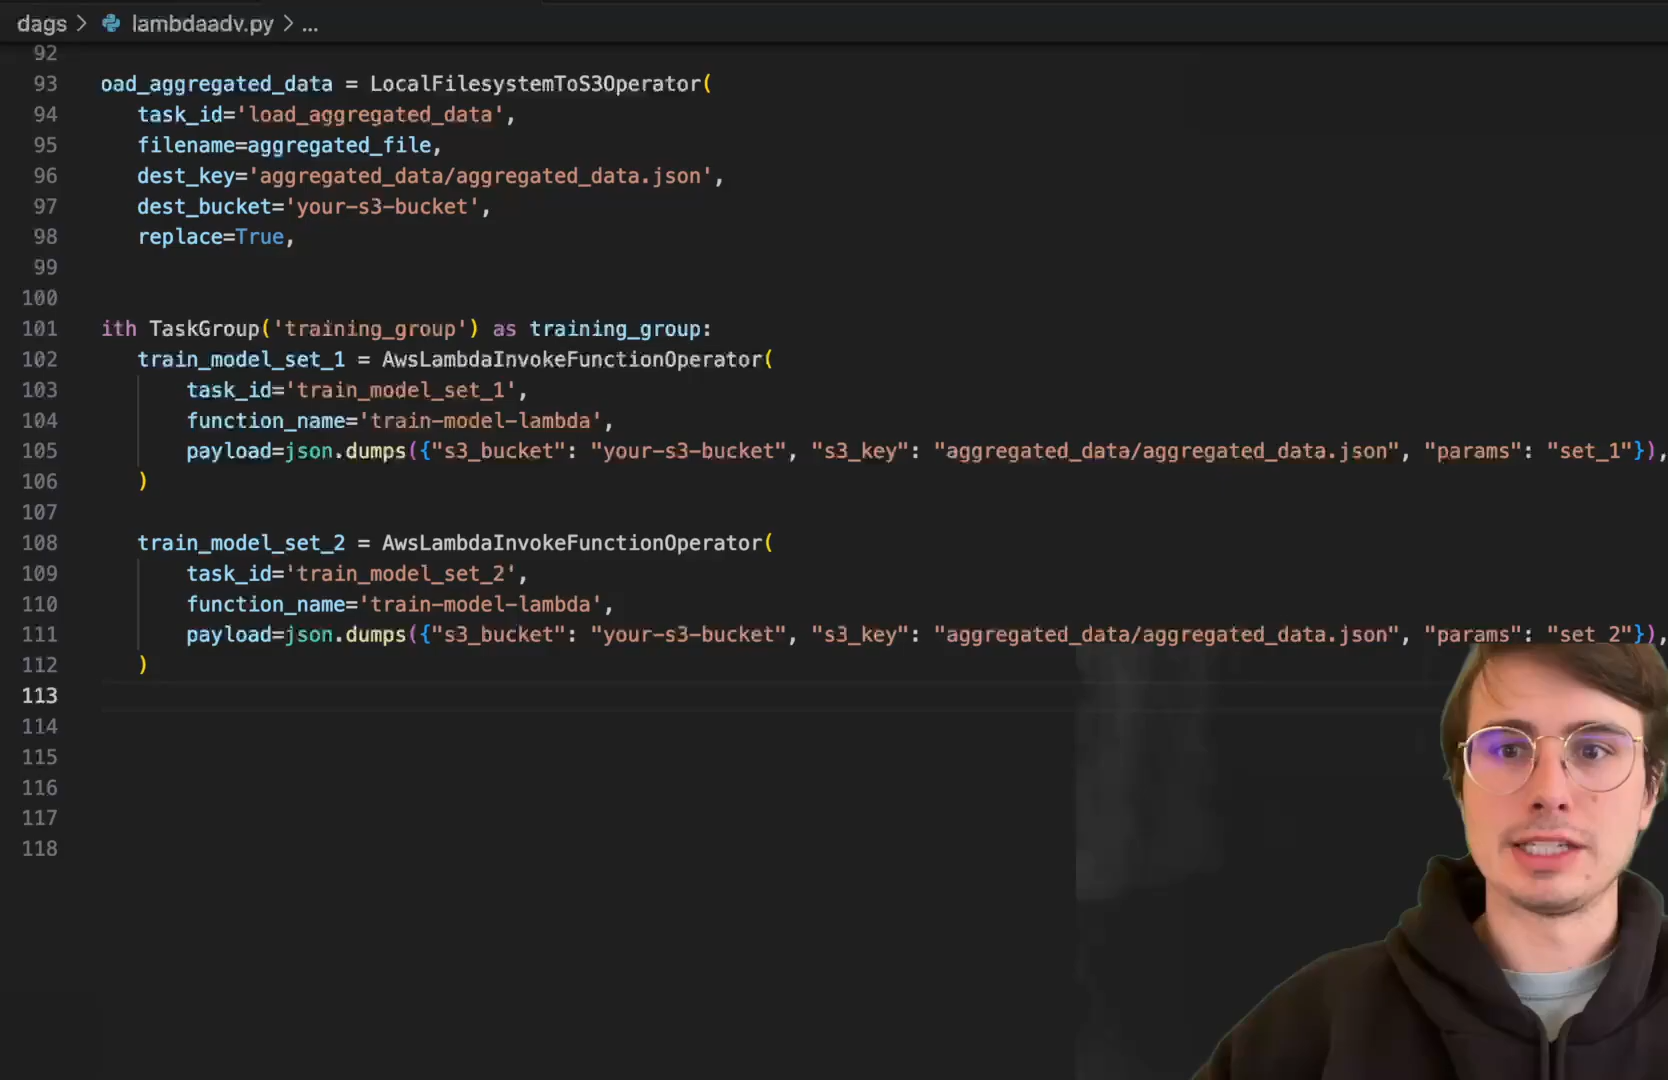 dags > lambdaadv.py > ...
92
93 oad_aggregated_data = LocalFilesystemToS3Operator(
94 task_id='load_aggregated_data',
95 filename=aggregated_file,
96 dest_key='aggregated_data/aggregated_data.json',
97 dest_bucket='your-s3-bucket',
98 replace=True,
99
100
101 ith TaskGroup('training_group') as training_group:
102 train_model_set_1 = AwsLambdaInvokeFunctionOperator(
103 task_id='train_model_set_1',
104 function_name='train-model-lambda',
105 payload=json.dumps({"s3_bucket": "your-s3-bucket", "s3_key": "aggregated_data/aggregated_data.json", "params": "set_1"}),
106 )
107
108 train_model_set_2 = AwsLambdaInvokeFunctionOperator(
109 task_id='train_model_set_2',
110 function_name='train-model-lambda',
111 payload=json.dumps({"s3_bucket": "your-s3-bucket", "s3_key": "aggregated_data/aggregated_data.json", "params": "set_2"}),
112 )
113
114
115
116
117
118